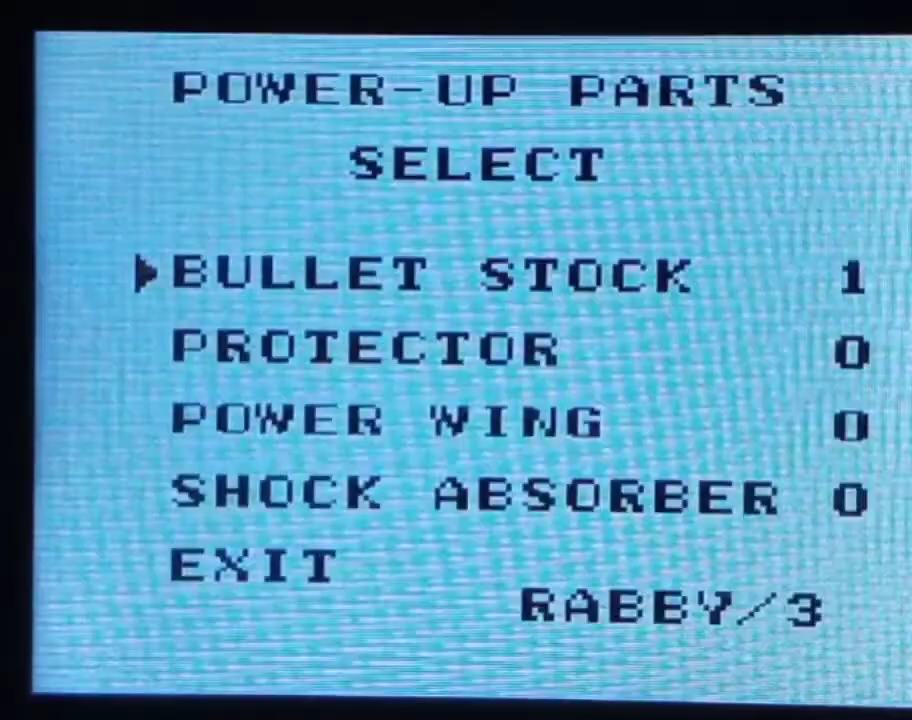 POWER-UP PARTS
SELECT
▶BULLET STOCK 1
PROTECTOR 0
POWER WING 0
SHOCK ABSORBER 0
EXIT
RABBY/3